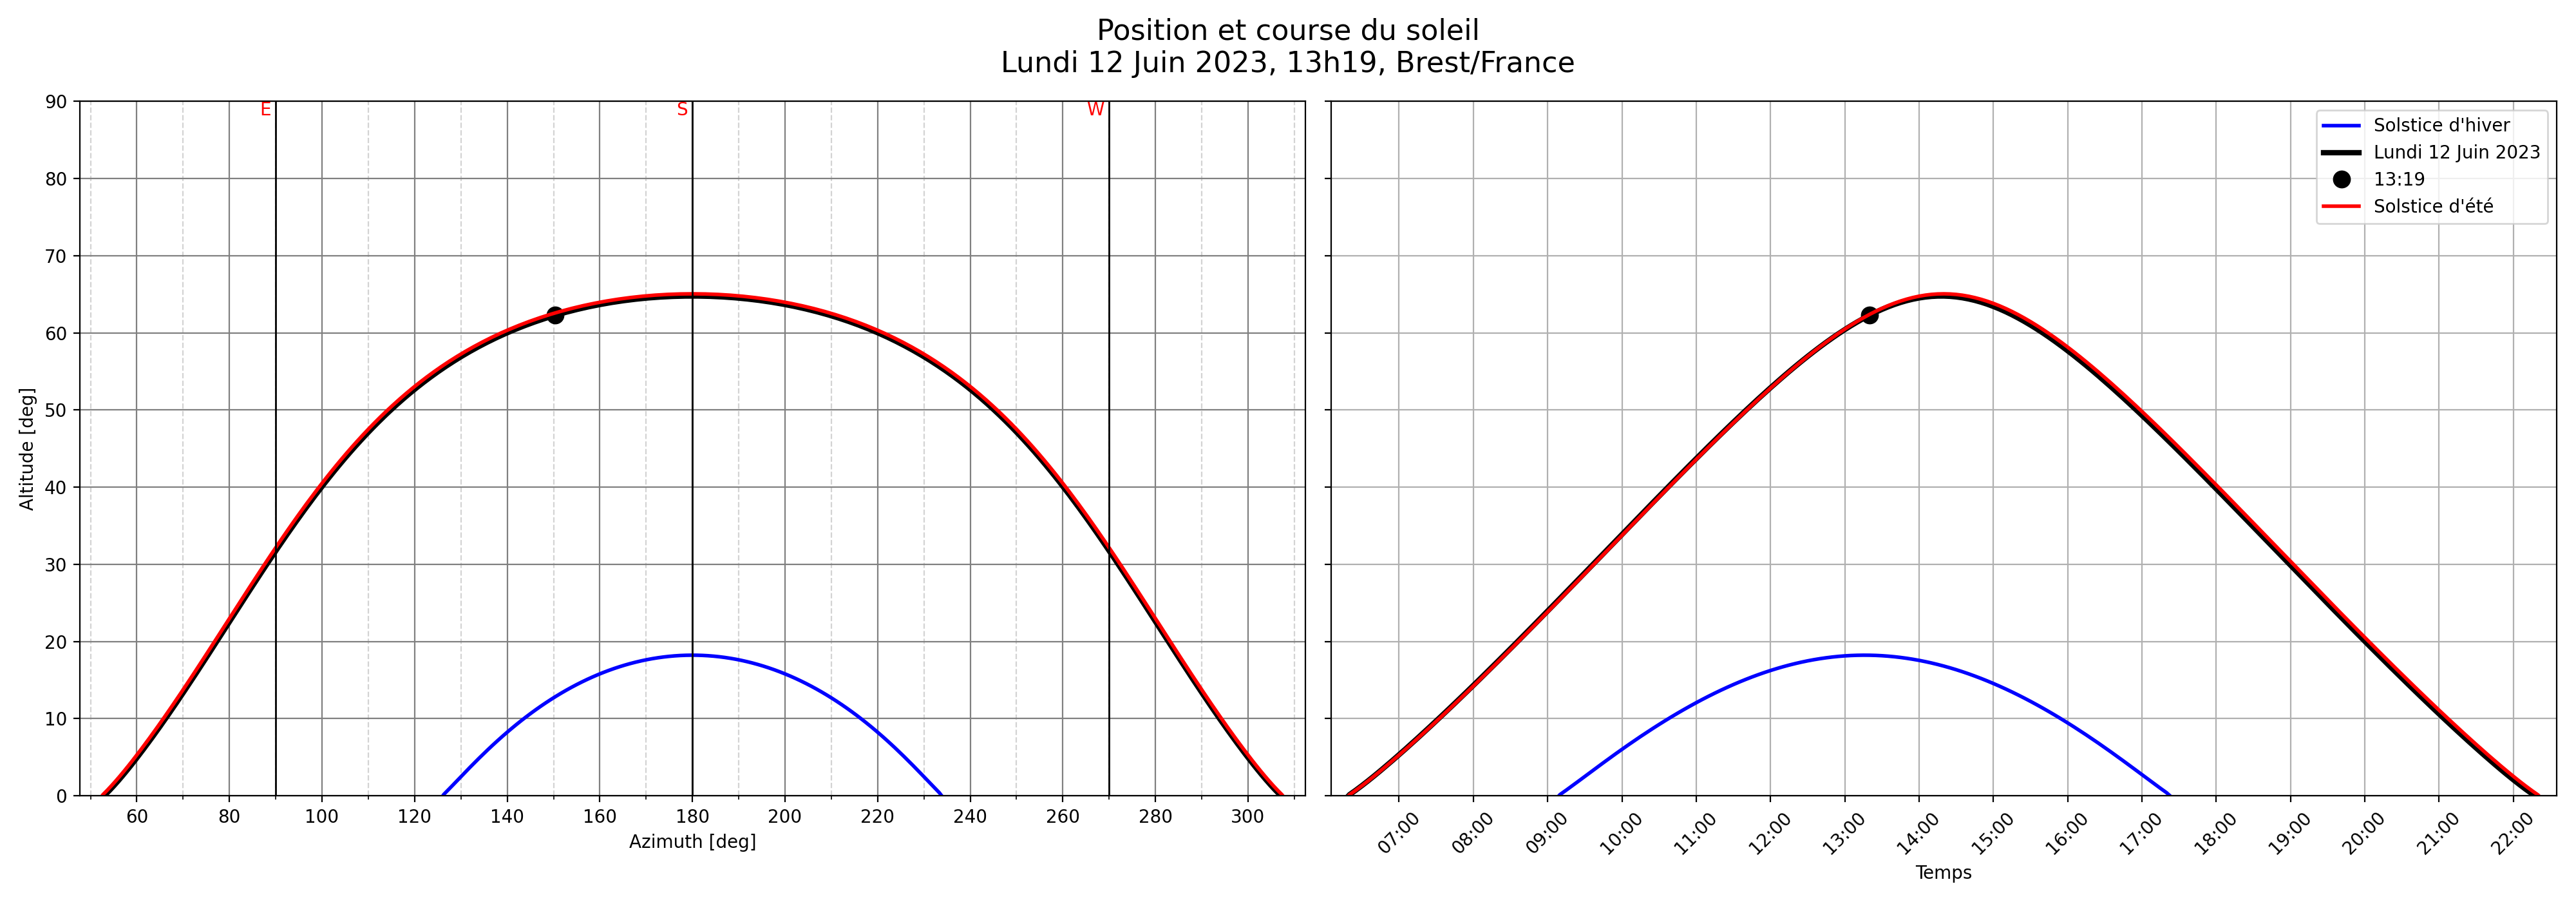 Position et course du soleil
Lundi 12 Juin 2023, 13h19, Brest/France
E
S
W
90
80
70
60
50
40
30
20
10
0
Altitude [deg]
60 80 100 120 140 160 180 200 220 240 260 280 300
Azimuth [deg]
Solstice d'hiver
Lundi 12 Juin 2023
13:19
Solstice d'été
07:00 08:00 09:00 10:00 11:00 12:00 13:00 14:00 15:00 16:00 17:00 18:00 19:00 20:00 21:00 22:00
Temps